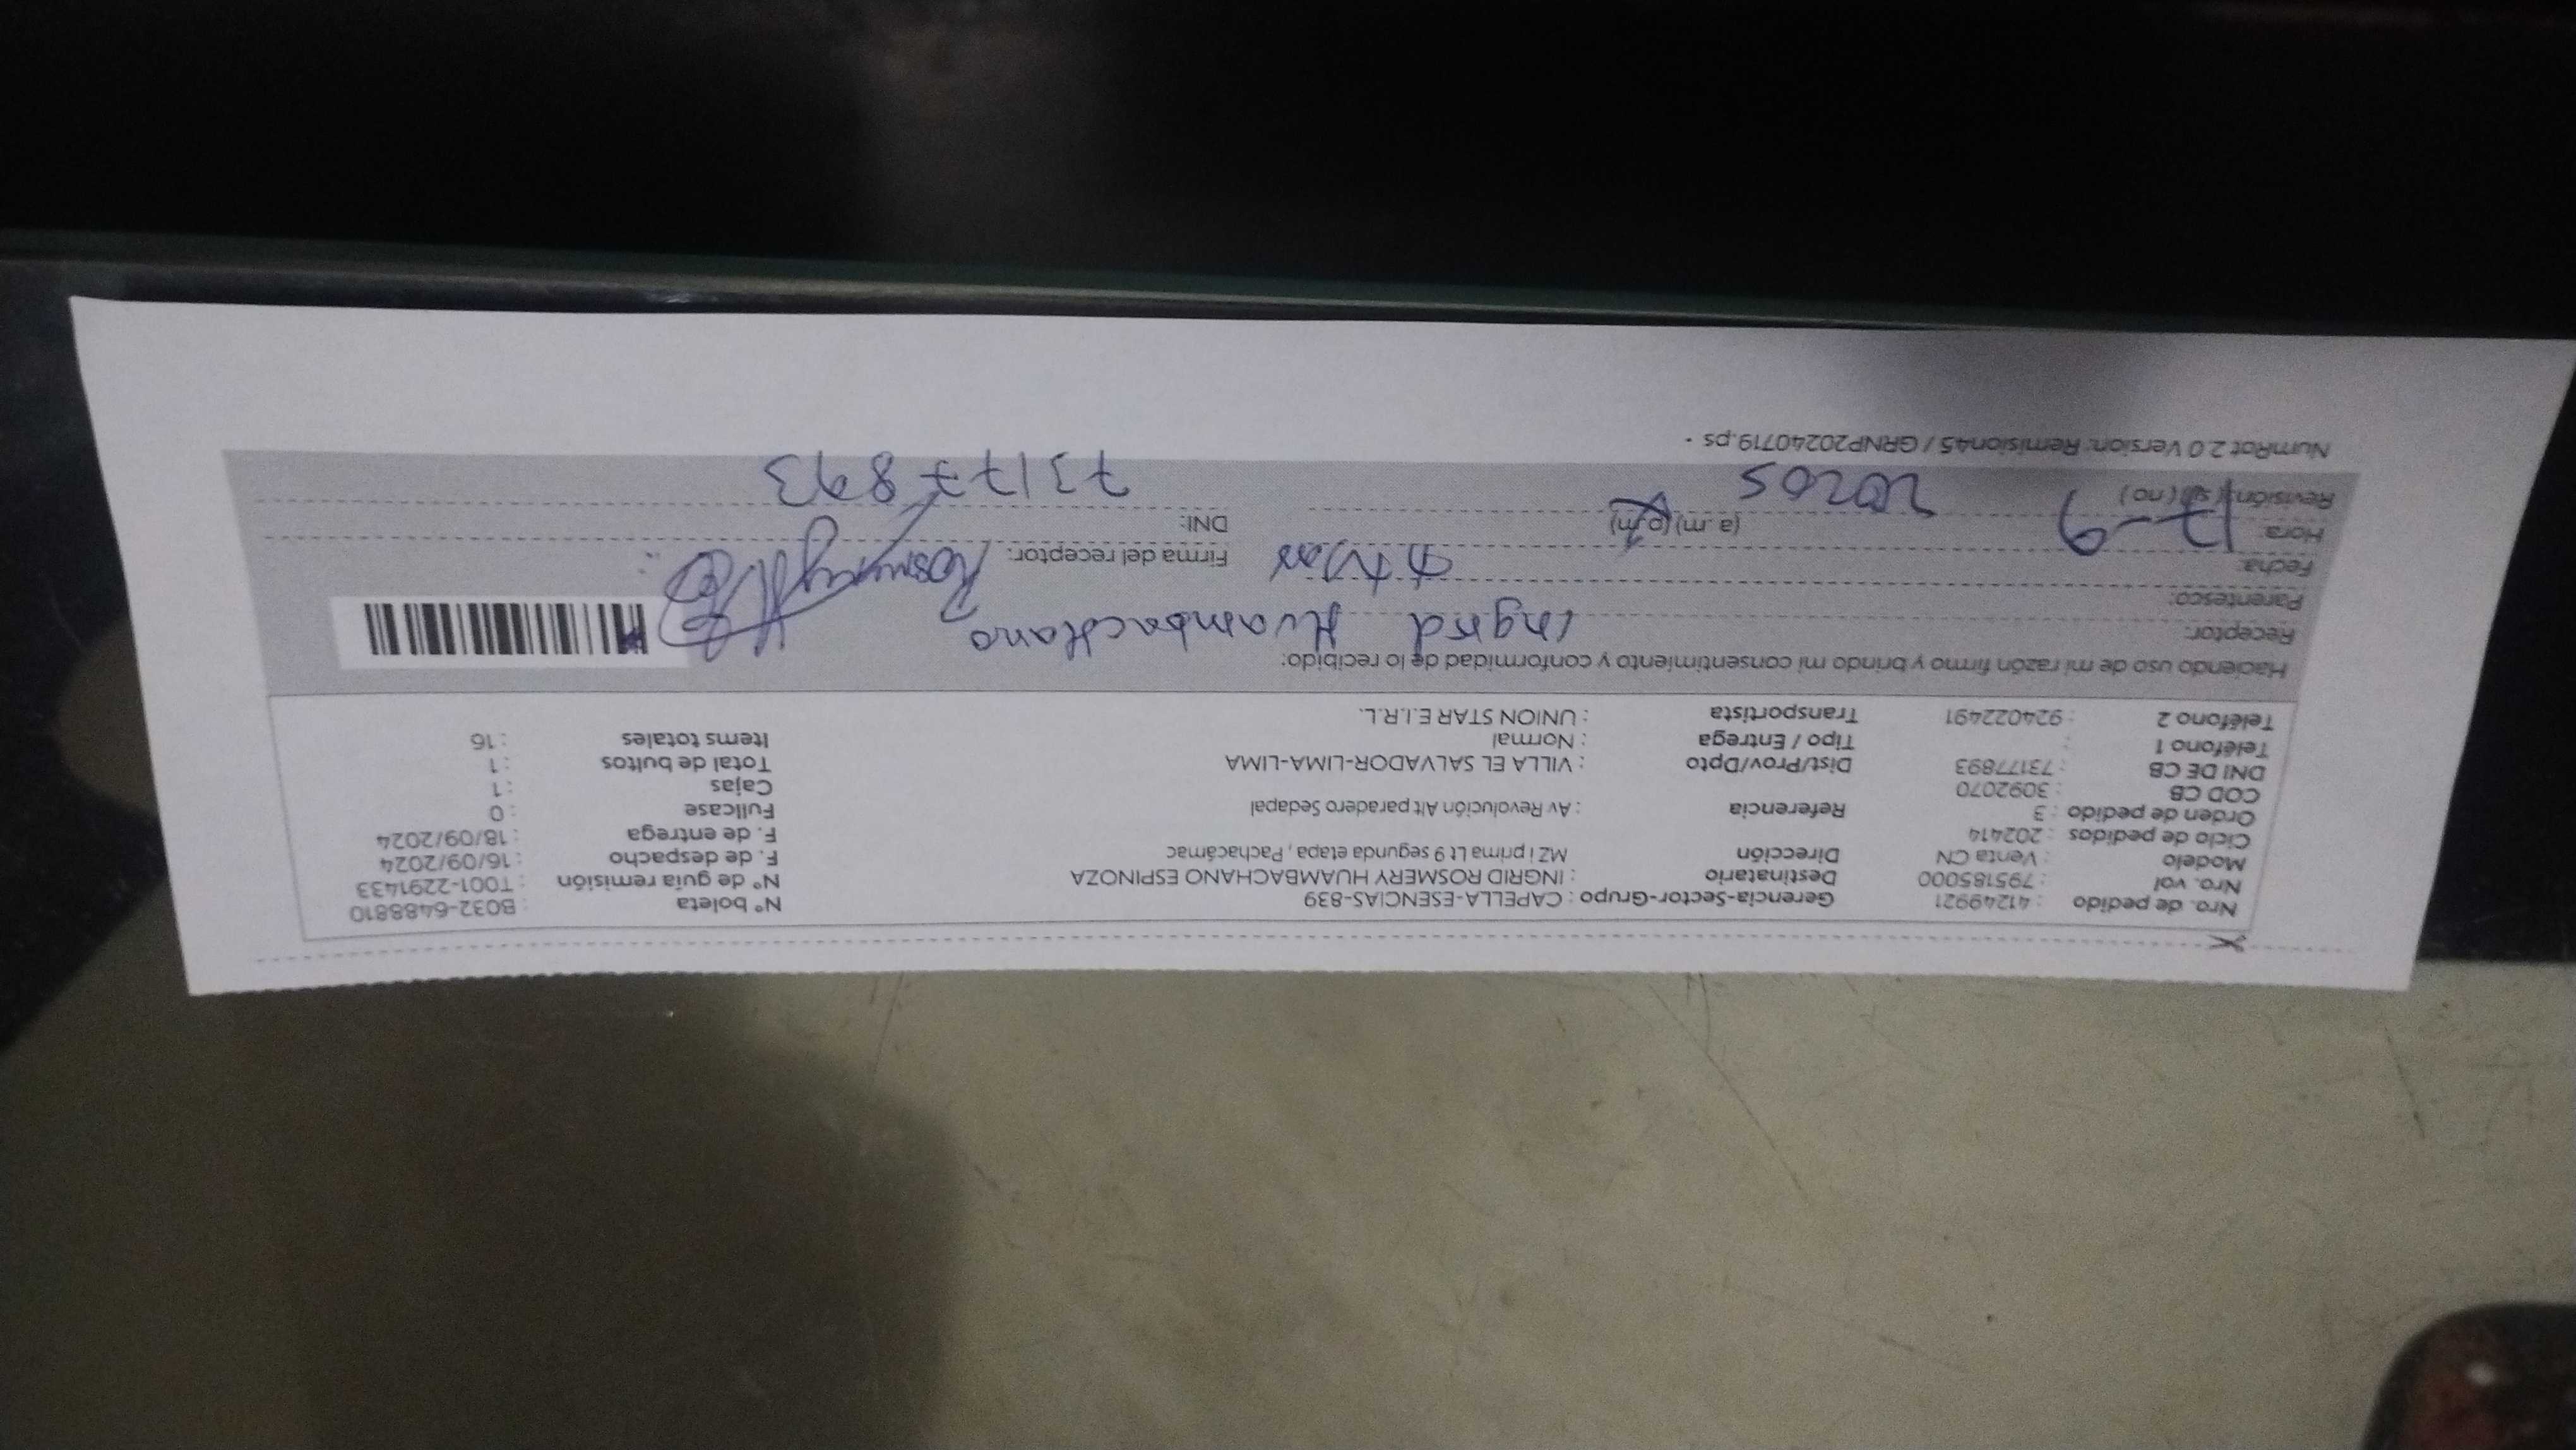 Nro. de pedido : 41249921 Gerencia-Sector-Grupo : CAPELLA-ESENCIAS-839 N° boleta : B032-6488810
Nro. vol : 795185000 Destinatario : INGRID ROSMERY HUAMBACHANO ESPINOZA N° de guía remisión : T001-2291433
Modelo : Venta CN Dirección MZ i prima Lt 9 segunda etapa , Pachacámac F. de despacho : 16/09/2024
Ciclo de pedidos : 202414 F. de entrega : 18/09/2024
Orden de pedido : 3 Referencia : Av Revolución Alt paradero Sedapal Fullcase : 0
COD CB : 3092070 Cajas : 1
DNI DE CB : 73177893 Dist/Prov/Dpto : VILLA EL SALVADOR-LIMA-LIMA Total de bultos : 1
Teléfono 1 : Tipo / Entrega : Normal Items totales : 16
Teléfono 2 : 924022491 Transportista : UNION STAR E.I.R.L.
Haciendo uso de mi razón firmo y brindo mi consentimiento y conformidad de lo recibido:
Receptor: Ingrid Huambachano
Parentesco:
Fecha: 17-9 Firma del receptor:
Hora: (a.m) (p.m) DNI: 73177893
Revisión: ( si ) ( no )
NumRot 2.0 Version: RemisionA5 / GRNP20240719.ps -